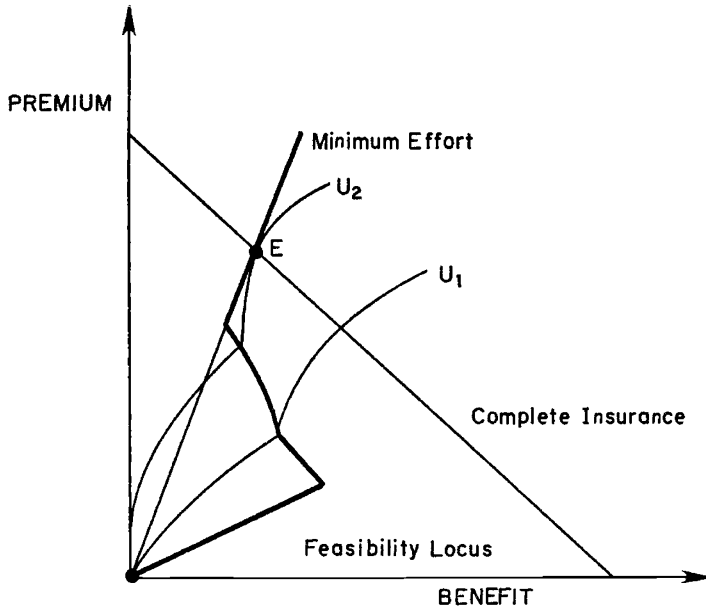 PREMIUM
Minimum Effort
U2
E
U1
Complete Insurance
Feasibility Locus
BENEFIT